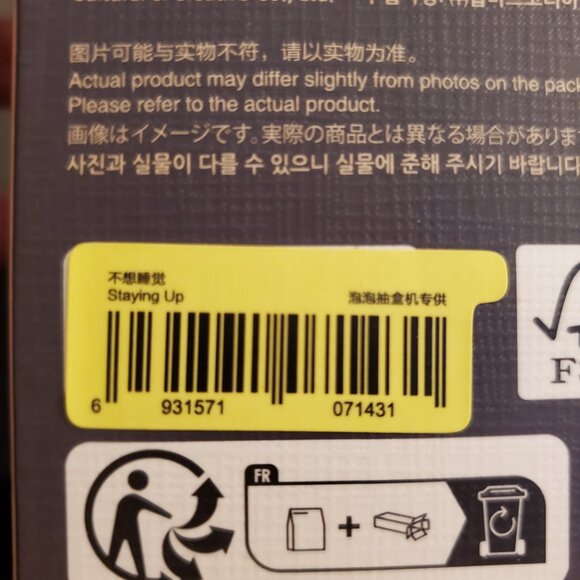 图片可能与实物不符，请以实物为准。
Actual product may differ slightly from photos on the pack
Please refer to the actual product.
画像はイメージです。実際の商品とは異なる場合がありま
사진과 실물이 다를 수 있으니 실물에 준해 주시기 바랍니다
不想睡觉
Staying Up
泡泡抽盒机专供
6 931571 071431
FR
+